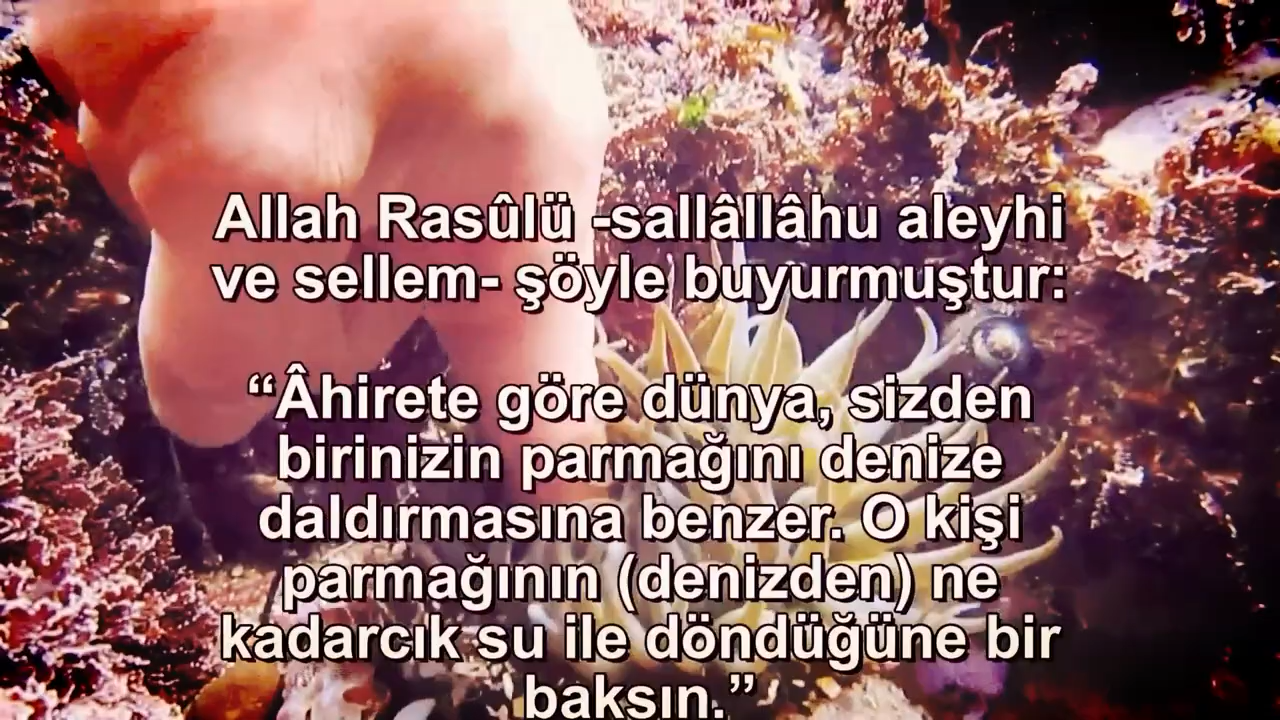 Allah Rasûlü -sallâllâhu aleyhi
ve sellem- şöyle buyurmuştur:
“Âhirete göre dünya, sizden
birinizin parmağını denize
daldırmasına benzer. O kişi
parmağının (denizden) ne
kadarcık su ile döndüğüne bir
baksın.”